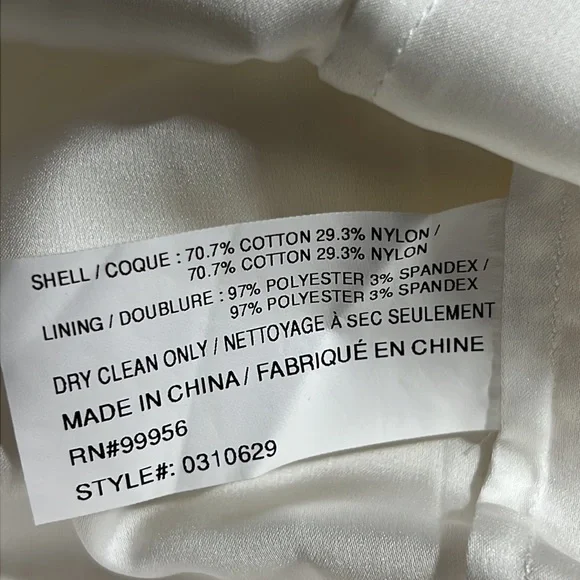 SHELL / COQUE : 70.7% COTTON 29.3% NYLON /
70.7% COTTON 29.3% NYLON
LINING / DOUBLURE : 97% POLYESTER 3% SPANDEX /
97% POLYESTER 3% SPANDEX
DRY CLEAN ONLY / NETTOYAGE À SEC SEULEMENT
MADE IN CHINA / FABRIQUÉ EN CHINE
RN#99956
STYLE#: 0310629